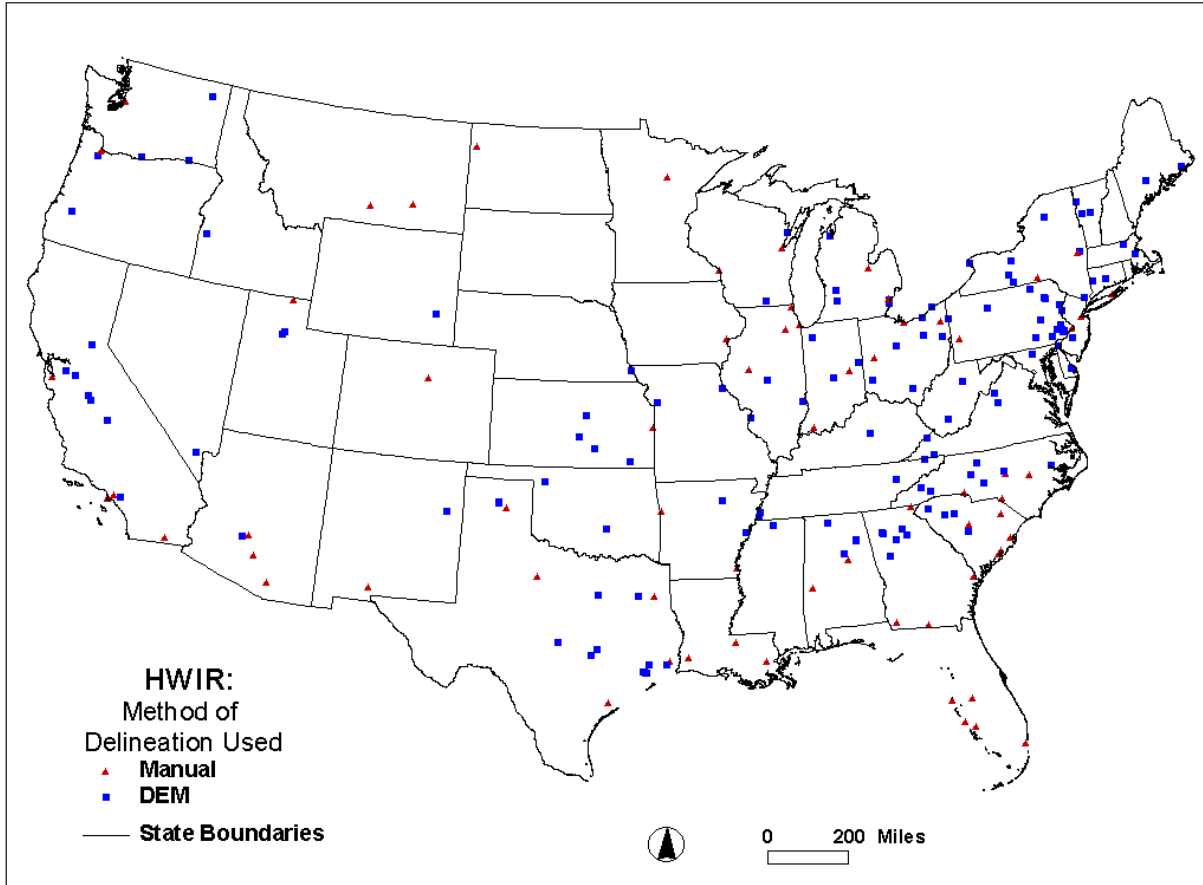 HWIR:
Method of
Delineation Used
Manual
DEM
State Boundaries
0 200 Miles